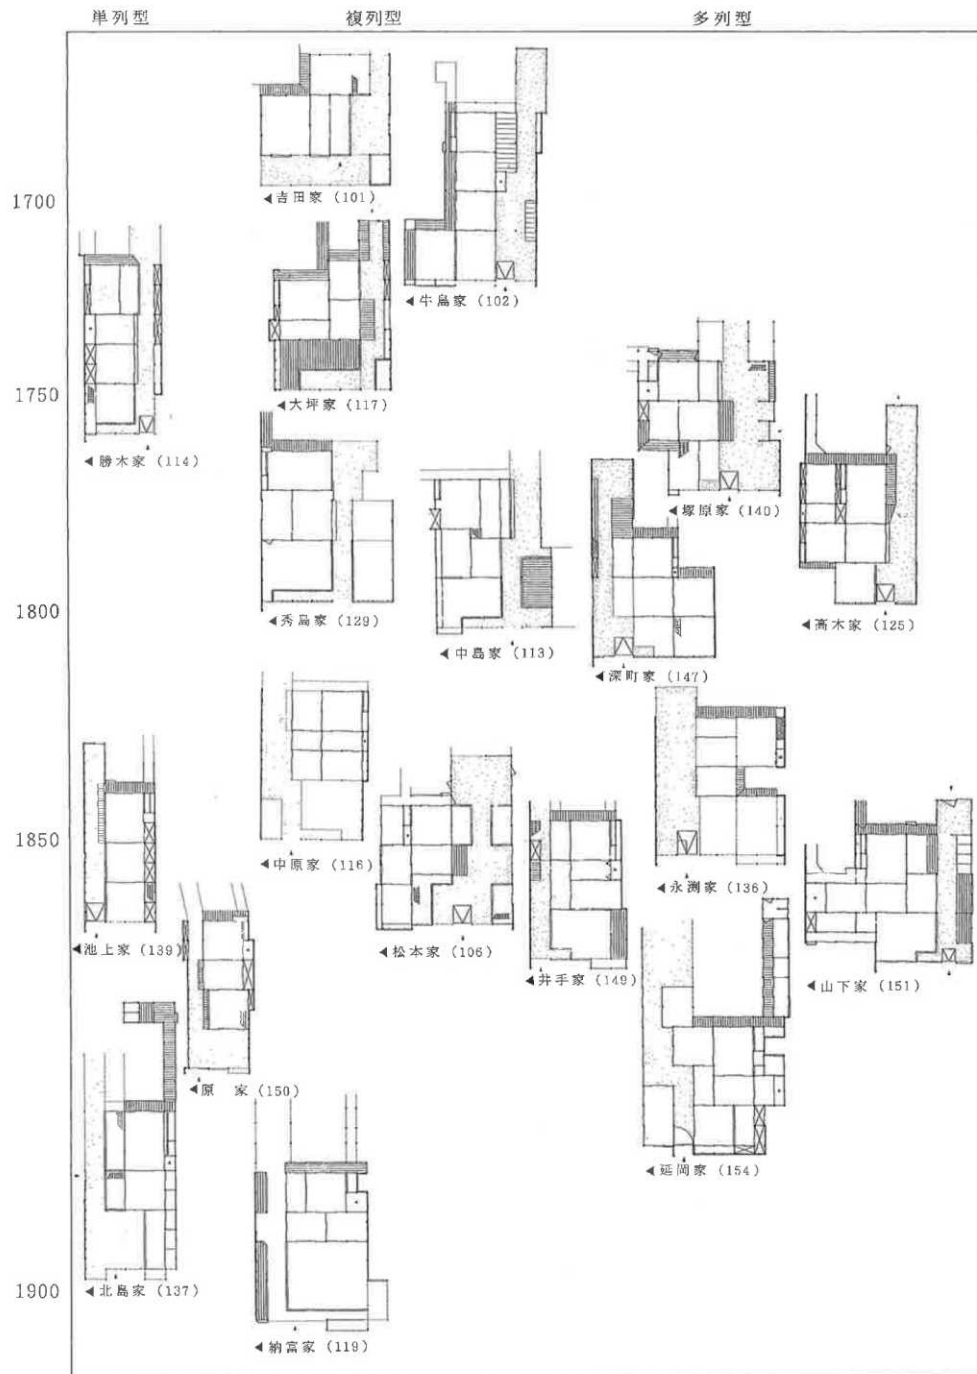 単列型
複列型
多列型
1700
1750
1800
1850
1900
◀吉田家 (101)
◀牛島家 (102)
◀勝木家 (114)
◀大坪家 (117)
◀塚原家 (140)
◀秀島家 (129)
◀中島家 (113)
◀深町家 (147)
◀高木家 (125)
◀池上家 (139)
◀中原家 (116)
◀松本家 (106)
◀井手家 (149)
◀永渕家 (136)
◀山下家 (151)
◀原　家 (150)
◀延岡家 (154)
◀北島家 (137)
◀納富家 (119)